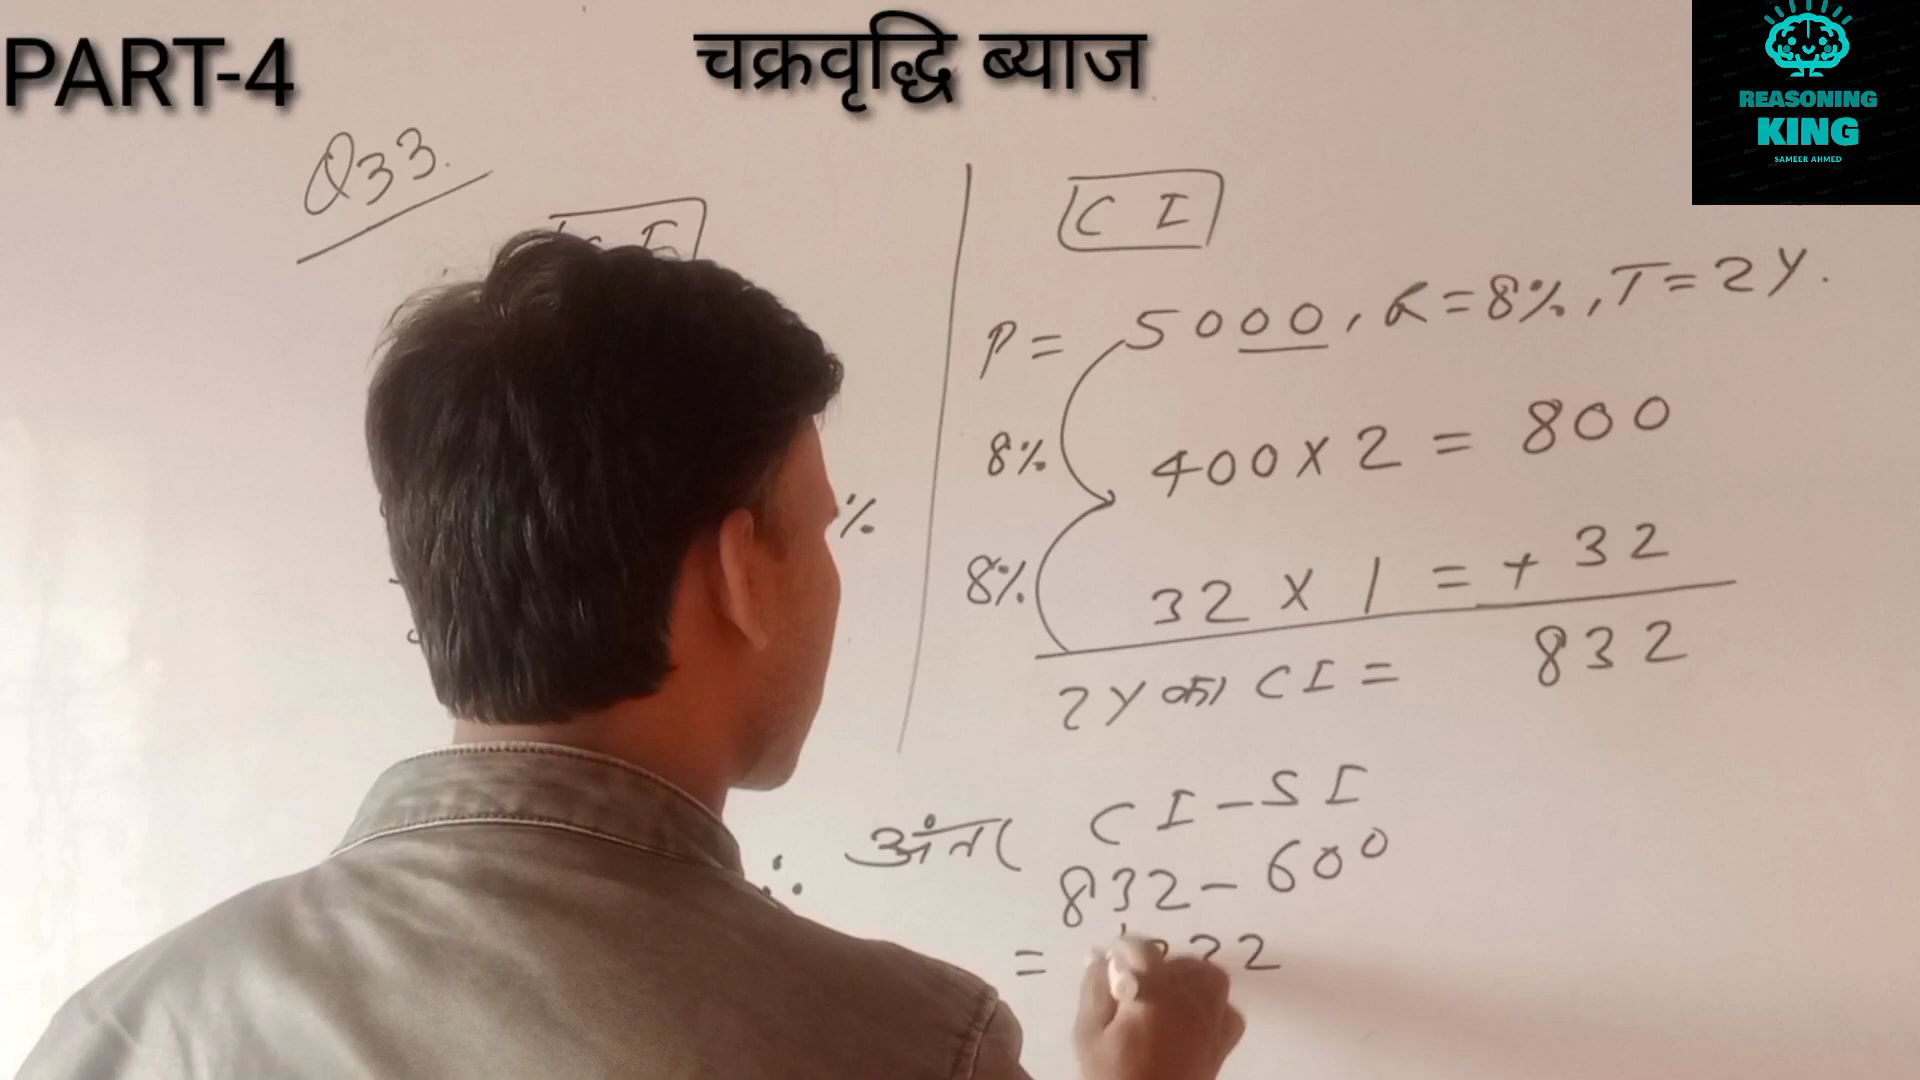 PART-4
चक्रवृद्धि ब्याज
REASONING
KING
SAMEER AHMED
Q33.
CI
P = 5000, R=8%, T=2Y.
8% 400 x 2 = 800
%
8% 32 x 1 = + 32
2Y का CI = 832
∴ अंतर CI-SI
832-600
= 232